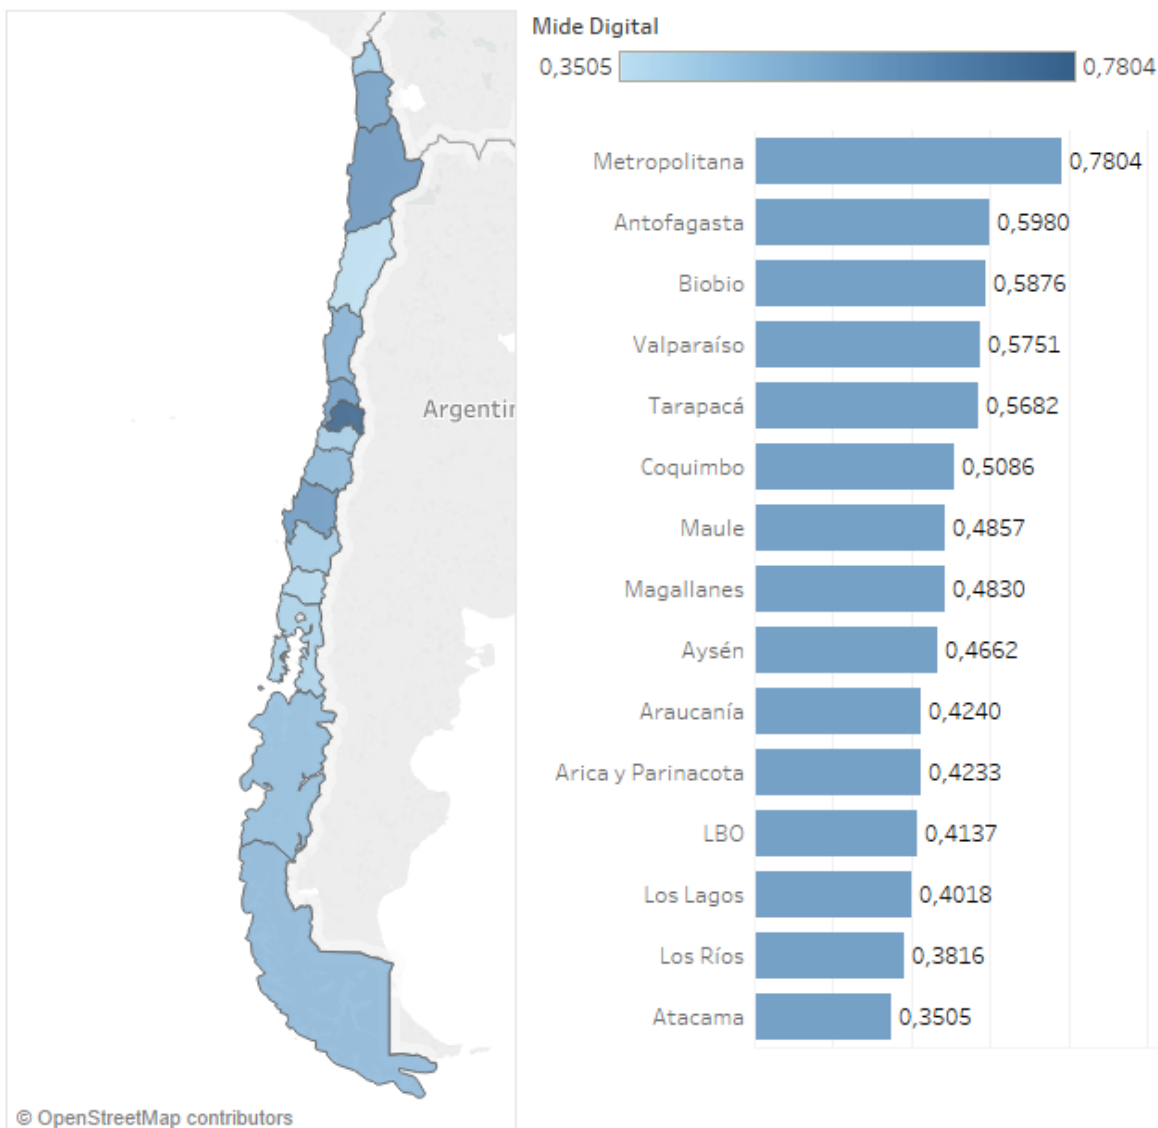 Mide Digital
0,3505 0,7804
Metropolitana 0,7804
Antofagasta 0,5980
Biobio 0,5876
Valparaíso 0,5751
Tarapacá 0,5682
Coquimbo 0,5086
Maule 0,4857
Magallanes 0,4830
Aysén 0,4662
Araucanía 0,4240
Arica y Parinacota 0,4233
LBO 0,4137
Los Lagos 0,4018
Los Ríos 0,3816
Atacama 0,3505
Argentin
© OpenStreetMap contributors